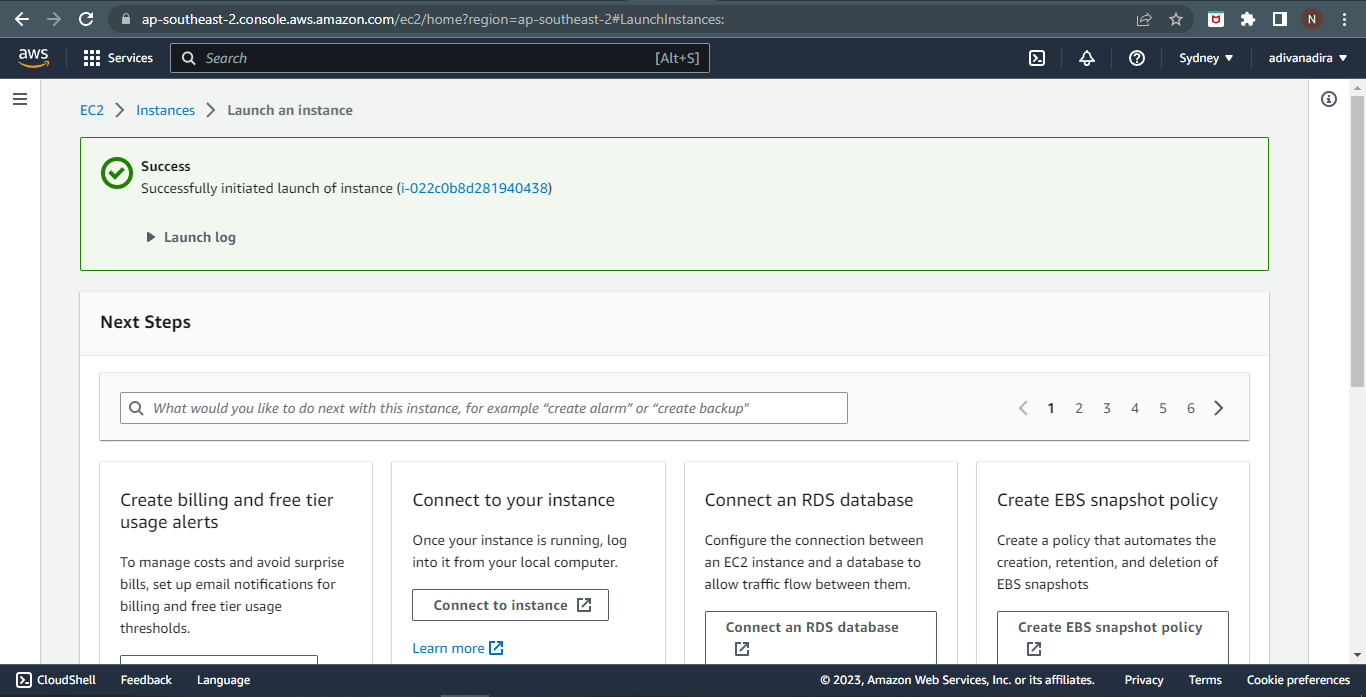 ap-southeast-2.console.aws.amazon.com/ec2/home?region=ap-southeast-2#LaunchInstances:
N
aws
Services
Search
[Alt+S]
Sydney
adivanadira
EC2
Instances
Launch an instance
Success
Successfully initiated launch of instance (i-022c0b8d281940438)
Launch log
Next Steps
What would you like to do next with this instance, for example “create alarm” or “create backup”
1 2 3 4 5 6
Create billing and free tier
usage alerts
To manage costs and avoid surprise
bills, set up email notifications for
billing and free tier usage
thresholds.
Connect to your instance
Once your instance is running, log
into it from your local computer.
Connect to instance
Learn more
Connect an RDS database
Configure the connection between
an EC2 instance and a database to
allow traffic flow between them.
Connect an RDS database
Create EBS snapshot policy
Create a policy that automates the
creation, retention, and deletion of
EBS snapshots
Create EBS snapshot policy
CloudShell
Feedback
Language
© 2023, Amazon Web Services, Inc. or its affiliates.
Privacy
Terms
Cookie preferences